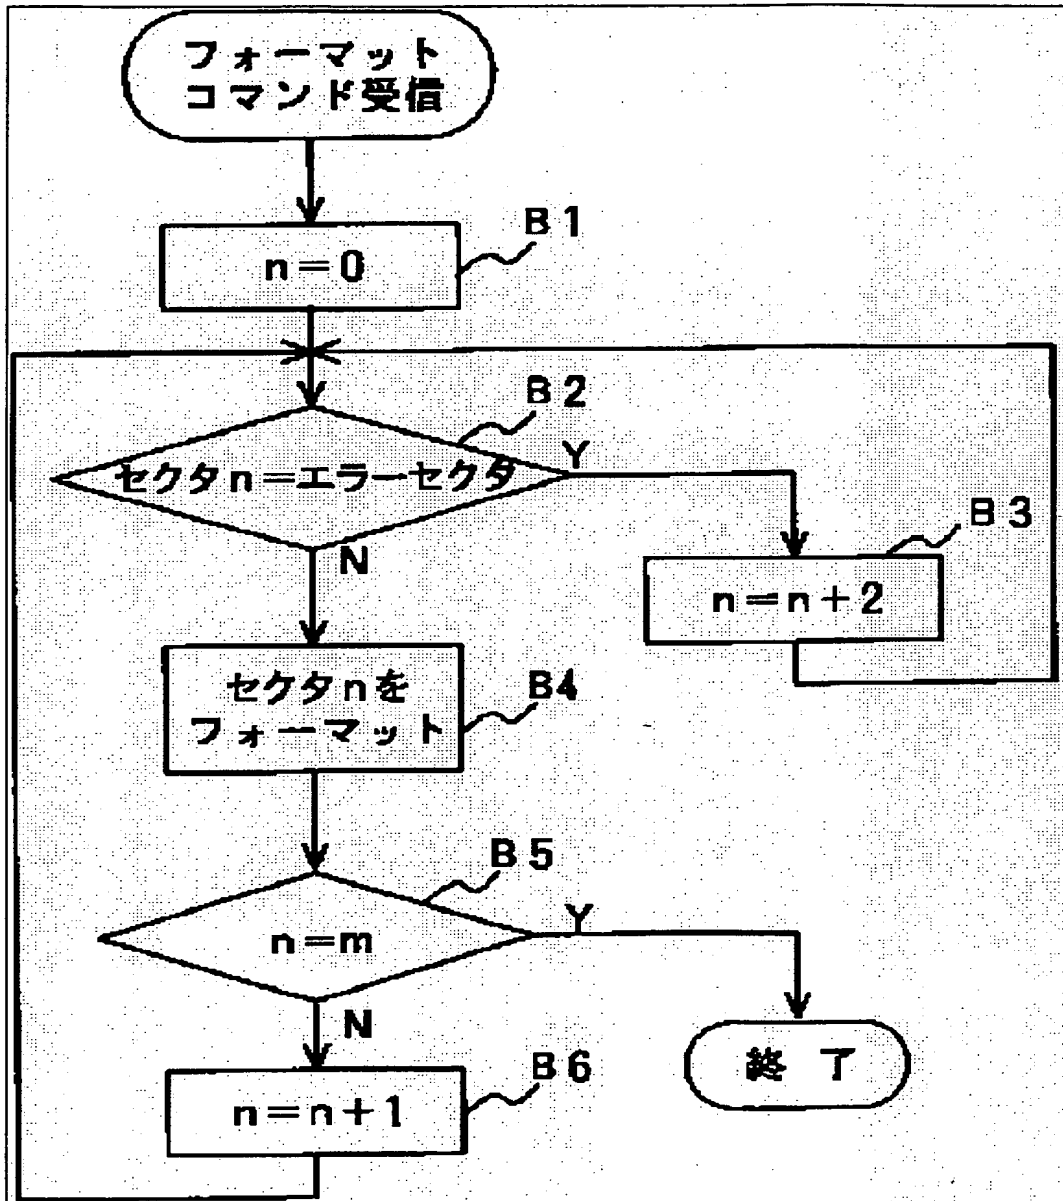 フォーマット
コマンド受信
B1
n=0
B2
セクタn=エラーセクタ
Y
B3
N
n=n+2
セクタnを
フォーマット
B4
B5
n=m
Y
N
終了
B6
n=n+1